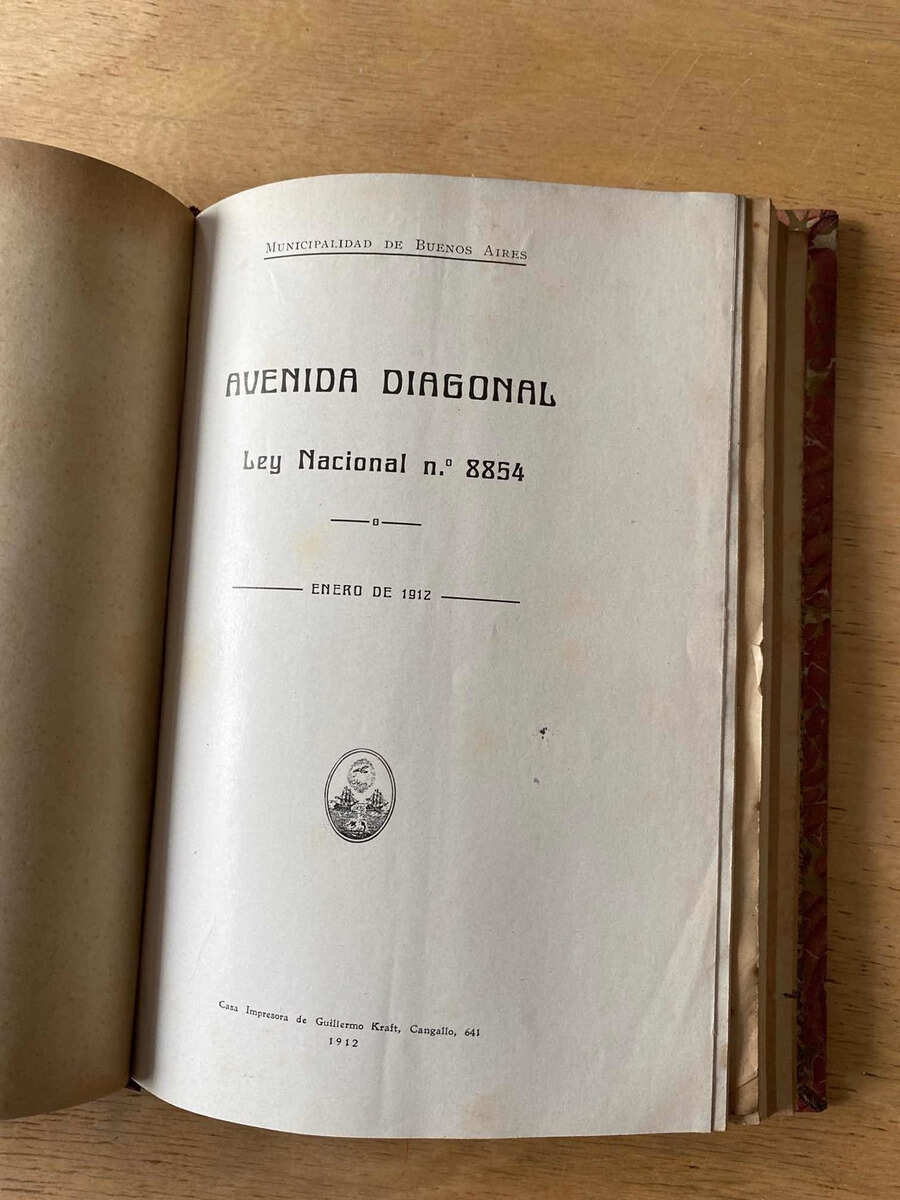 Municipalidad de Buenos Aires
AVENIDA DIAGONAL
Ley Nacional n.º 8854
ENERO DE 1912
Casa Impresora de Guillermo Kraft, Cangallo, 641
1912